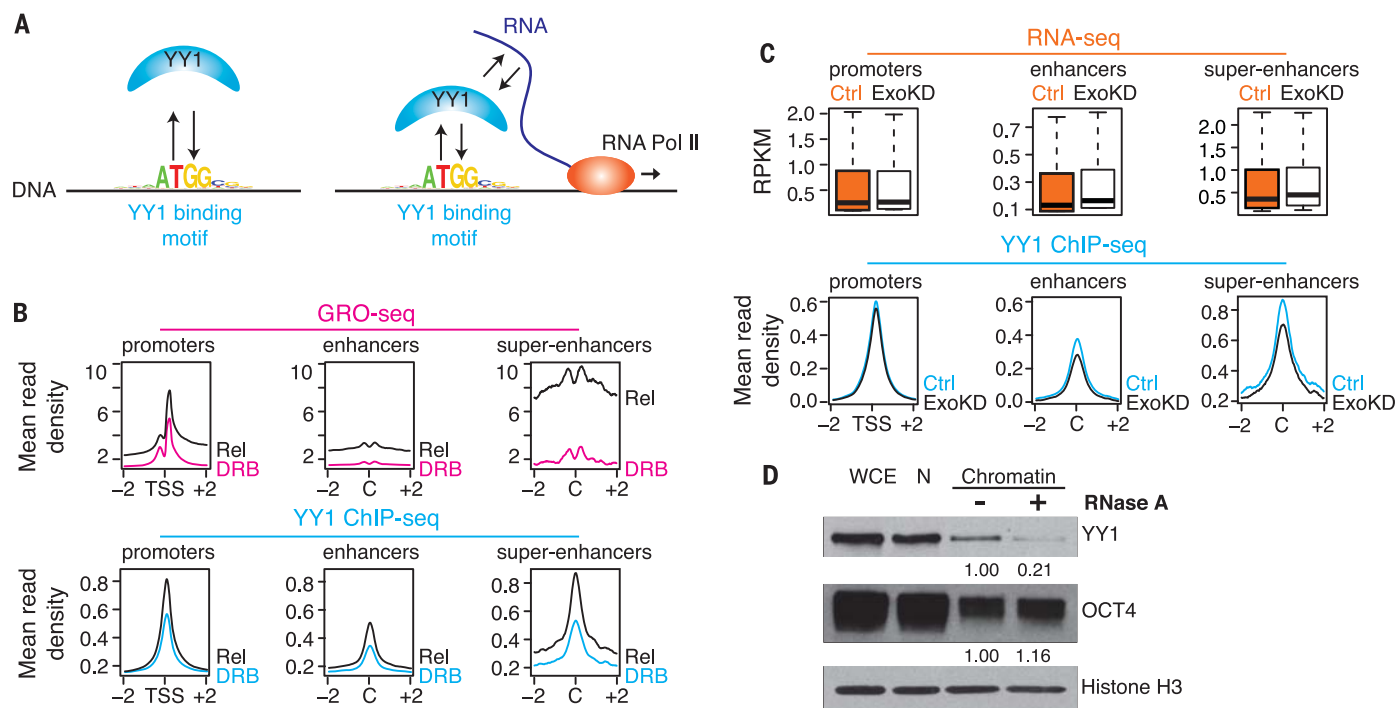 A
YY1
ATGG
DNA
YY1 binding
motif
RNA
YY1
ATGG
RNA Pol II
YY1 binding
motif
B
GRO-seq
promoters enhancers super-enhancers
Mean read
density
10
6
2
–2 TSS +2
Rel
DRB
10
6
2
–2 C +2
Rel
DRB
10
6
2
–2 C +2
Rel
DRB
YY1 ChIP-seq
promoters enhancers super-enhancers
Mean read
density
0.8
0.6
0.4
0.2
–2 TSS +2
Rel
DRB
0.8
0.6
0.4
0.2
–2 C +2
Rel
DRB
0.8
0.6
0.4
0.2
–2 C +2
Rel
DRB
C
RNA-seq
promoters enhancers super-enhancers
Ctrl ExoKD Ctrl ExoKD Ctrl ExoKD
RPKM
2.0
1.5
1.0
0.5
0.7
0.5
0.3
0.1
2.0
1.5
1.0
0.5
YY1 ChIP-seq
promoters enhancers super-enhancers
Mean read
density
0.6
0.4
0.2
0.0
–2 TSS +2
Ctrl
ExoKD
0.6
0.4
0.2
0.0
–2 C +2
Ctrl
ExoKD
0.8
0.6
0.4
0.2
–2 C +2
Ctrl
ExoKD
D
WCE N Chromatin
- + RNase A
YY1
1.00 0.21
OCT4
1.00 1.16
Histone H3